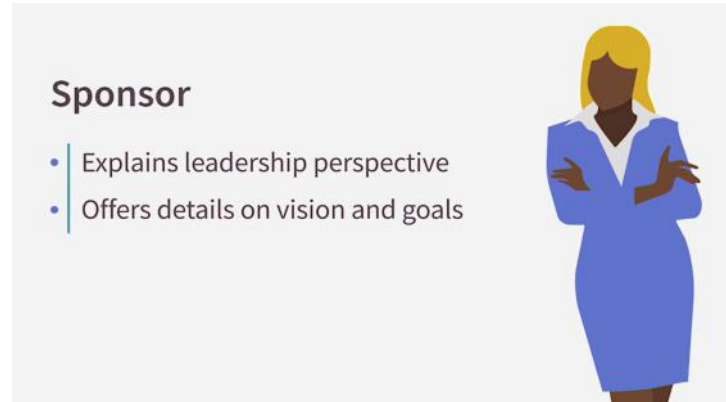 Sponsor
• Explains leadership perspective
• Offers details on vision and goals